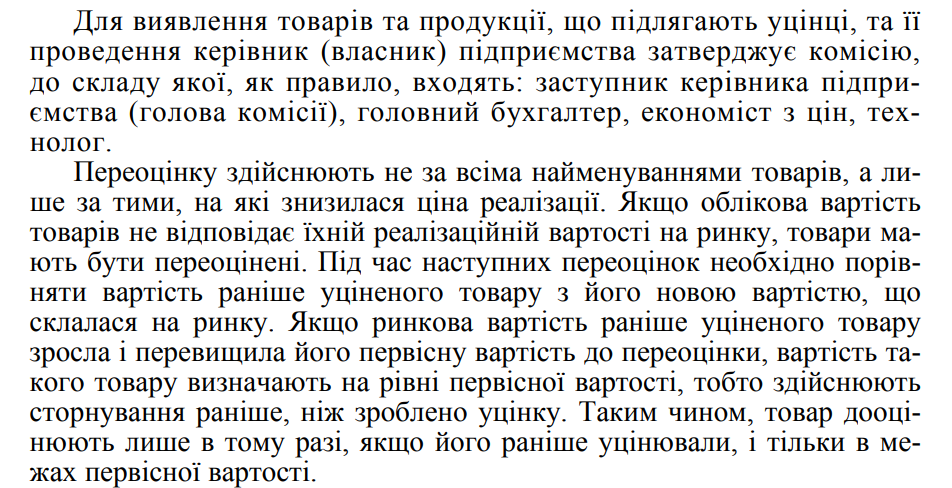 Для виявлення товарів та продукції, що підлягають уцінці, та її
проведення керівник (власник) підприємства затверджує комісію,
до складу якої, як правило, входять: заступник керівника підпри-
ємства (голова комісії), головний бухгалтер, економіст з цін, тех-
нолог.
Переоцінку здійснюють не за всіма найменуваннями товарів, а ли-
ше за тими, на які знизилася ціна реалізації. Якщо облікова вартість
товарів не відповідає їхній реалізаційній вартості на ринку, товари ма-
ють бути переоцінені. Під час наступних переоцінок необхідно порів-
няти вартість раніше уціненого товару з його новою вартістю, що
склалася на ринку. Якщо ринкова вартість раніше уціненого товару
зросла і перевищила його первісну вартість до переоцінки, вартість та-
кого товару визначають на рівні первісної вартості, тобто здійснюють
сторнування раніше, ніж зроблено уцінку. Таким чином, товар дооці-
нюють лише в тому разі, якщо його раніше уцінювали, і тільки в ме-
жах первісної вартості.